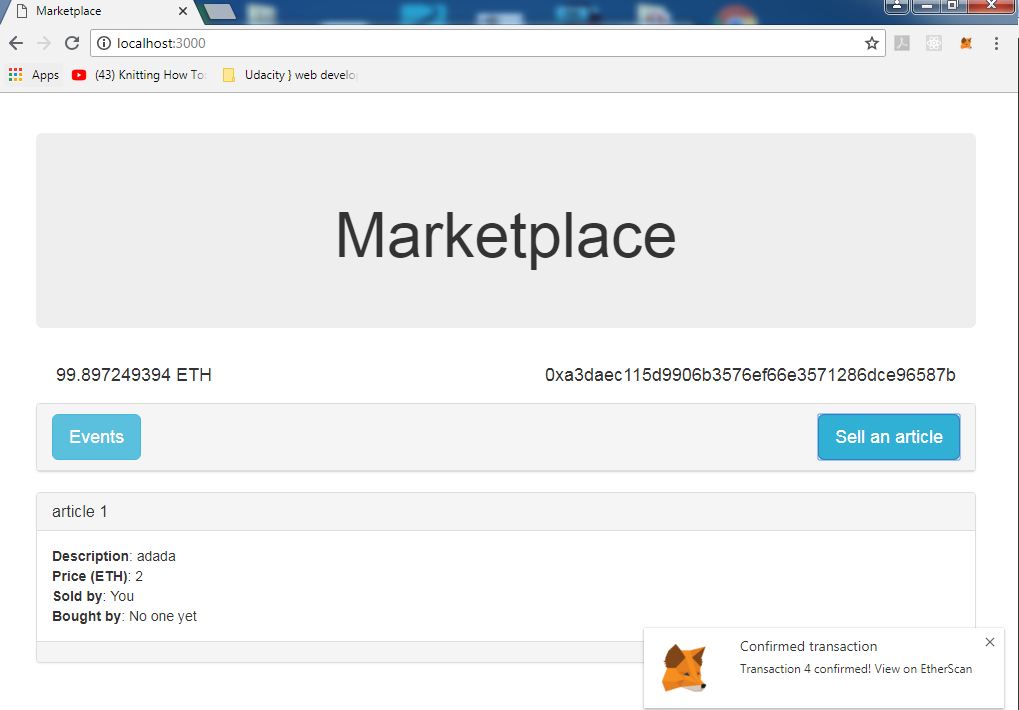 Marketplace
localhost:3000
Apps (43) Knitting How To Udacity } web develop
Marketplace
99.897249394 ETH 0xa3daec115d9906b3576ef66e3571286dce96587b
Events Sell an article
article 1
Description: adada
Price (ETH): 2
Sold by: You
Bought by: No one yet
Confirmed transaction
Transaction 4 confirmed! View on EtherScan